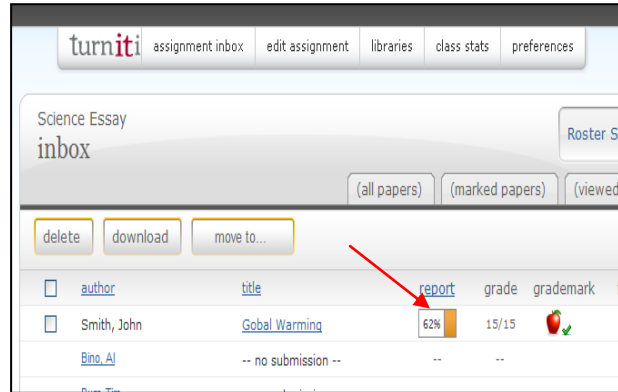 turniti assignment inbox edit assignment libraries class stats preferences
Science Essay
inbox
Roster S
(all papers) (marked papers) (viewed
delete download move to...
author title report grade grademark
Smith, John Gobal Warming 62% 15/15
Bino, Al -- no submission -- -- --